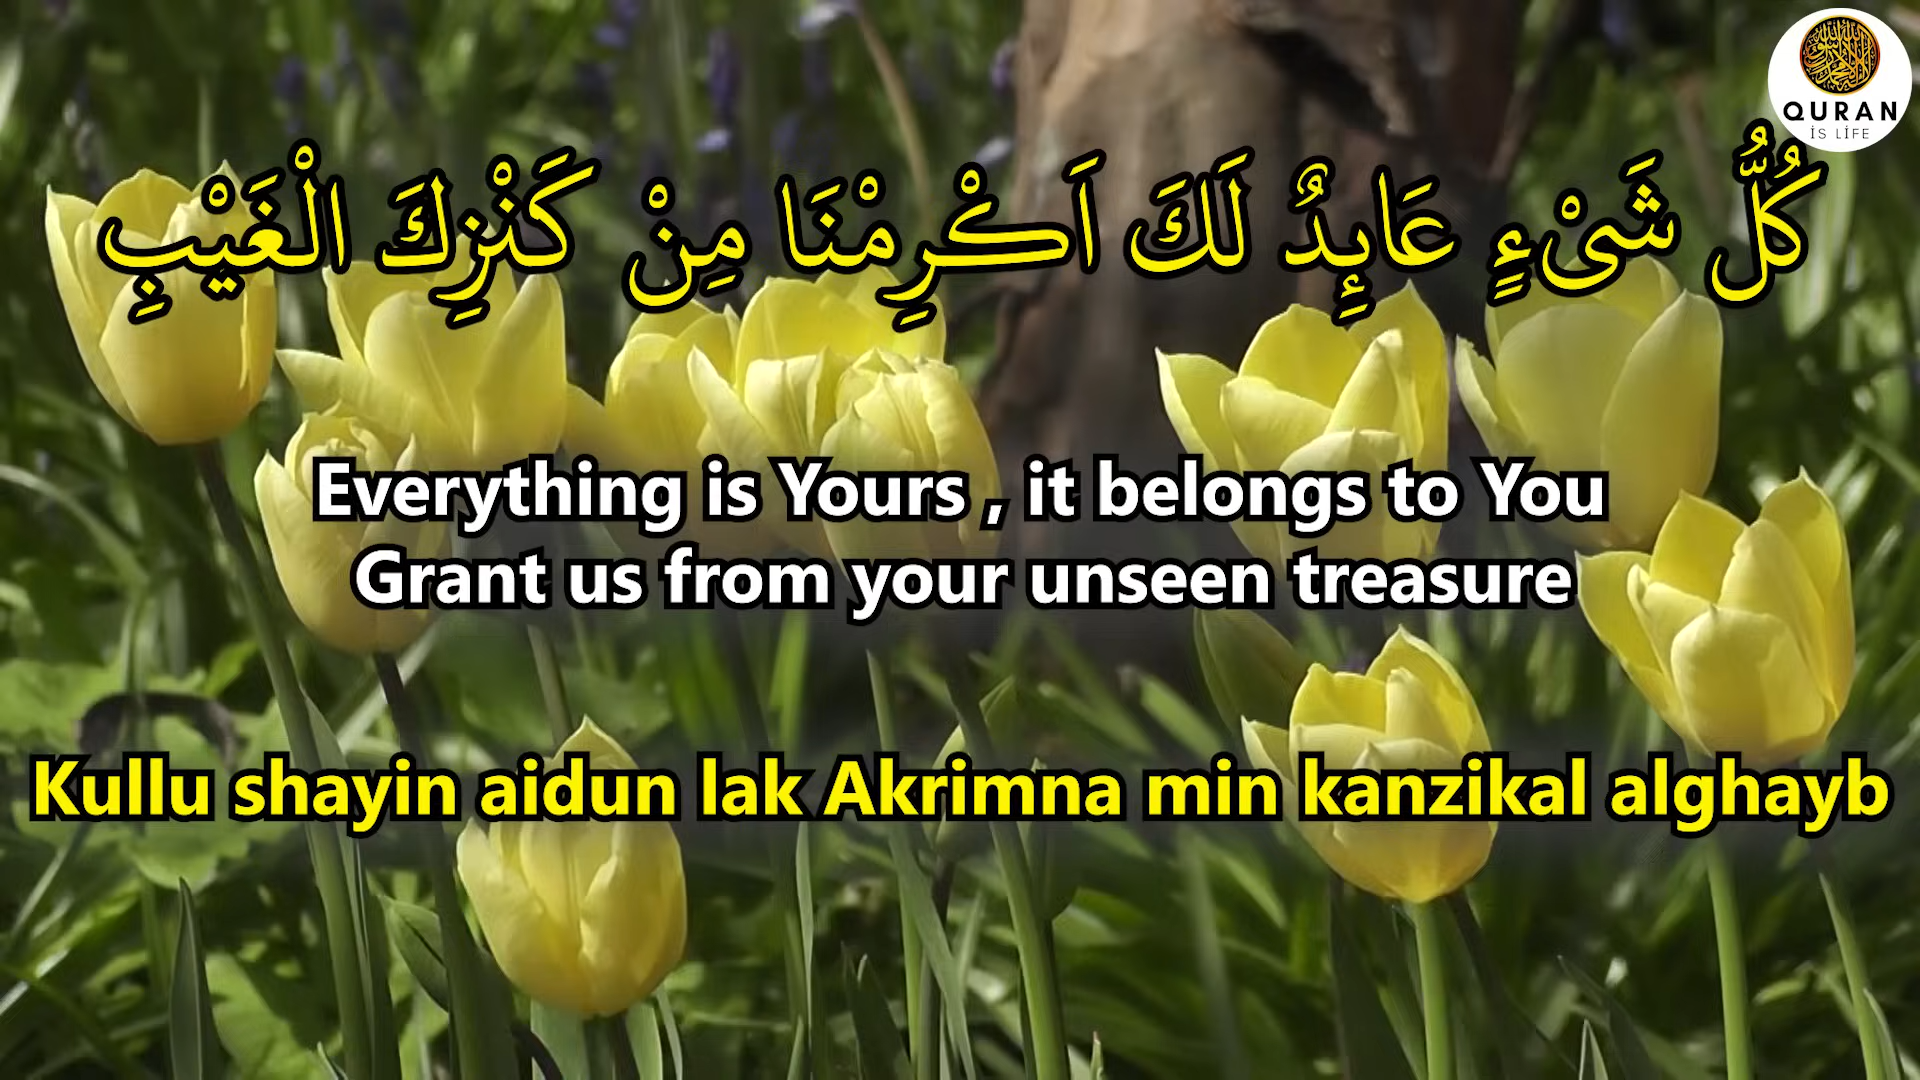 QURAN
İS LİFE
كُلُّ شَىْءٍ عَابِدٌ لَكَ اَكْرِمْنَا مِنْ كَنْزِكَ الْغَيْبِ
Everything is Yours , it belongs to You
Grant us from your unseen treasure
Kullu shayin aidun lak Akrimna min kanzikal alghayb